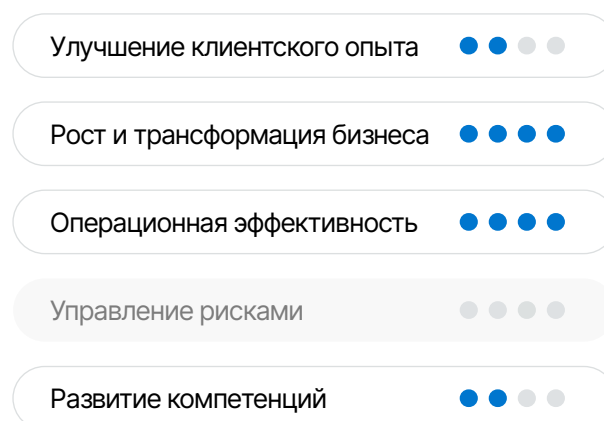 Улучшение клиентского опыта
Рост и трансформация бизнеса
Операционная эффективность
Управление рисками
Развитие компетенций